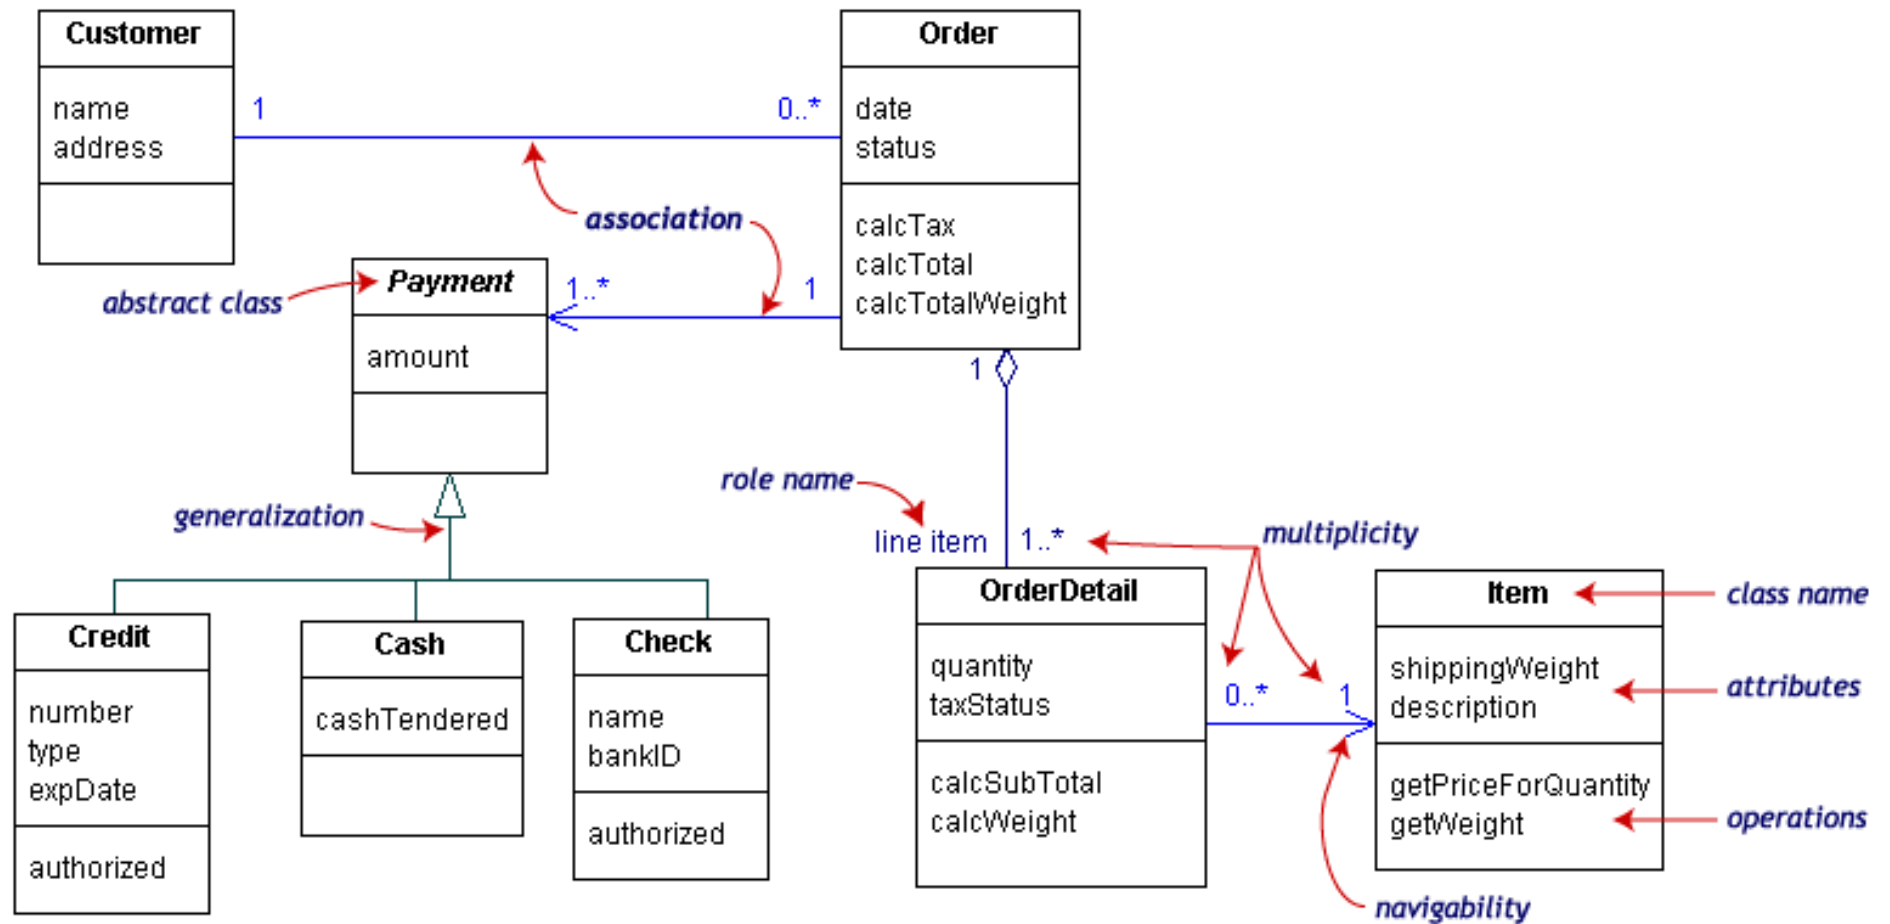 Customer
name
address
1
0..*
Order
date
status
calcTax
calcTotal
calcTotalWeight
association
abstract class
Payment
amount
1..*
1
1
generalization
role name
line item
1..*
multiplicity
Credit
number
type
expDate
authorized
Cash
cashTendered
Check
name
bankID
authorized
OrderDetail
quantity
taxStatus
calcSubTotal
calcWeight
0..*
1
Item
shippingWeight
description
getPriceForQuantity
getWeight
class name
attributes
operations
navigability